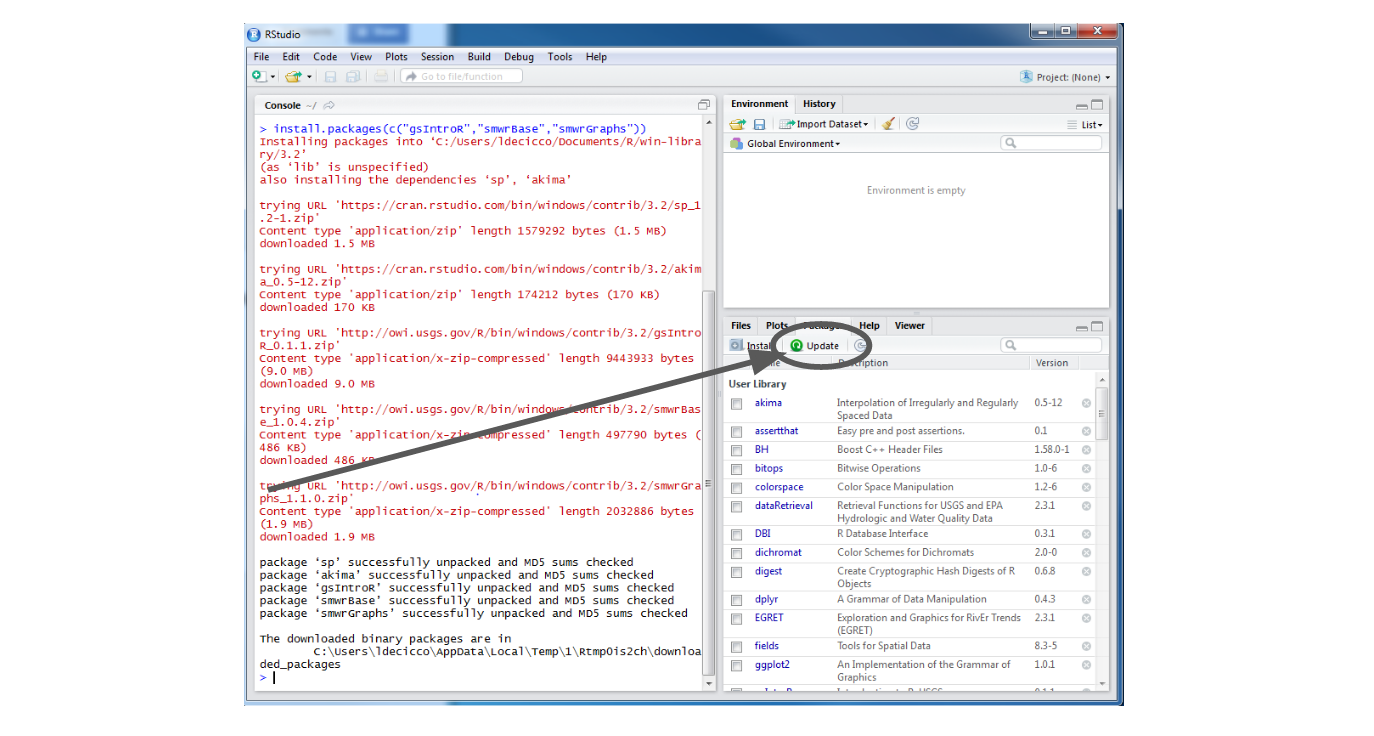 RStudio
File Edit Code View Plots Session Build Debug Tools Help
Go to file/function
Project: (None)
Console ~/
> install.packages(c("gsIntroR","smwrBase","smwrGraphs"))
Installing packages into ‘C:/Users/ldecicco/Documents/R/win-libra
ry/3.2’
(as ‘lib’ is unspecified)
also installing the dependencies ‘sp’, ‘akima’
trying URL 'https://cran.rstudio.com/bin/windows/contrib/3.2/sp_1
.2-1.zip'
Content type 'application/zip' length 1579292 bytes (1.5 MB)
downloaded 1.5 MB
trying URL 'https://cran.rstudio.com/bin/windows/contrib/3.2/akim
a_0.5-12.zip'
Content type 'application/zip' length 174212 bytes (170 KB)
downloaded 170 KB
trying URL 'http://owi.usgs.gov/R/bin/windows/contrib/3.2/gsIntro
R_0.1.1.zip'
Content type 'application/x-zip-compressed' length 9443933 bytes
(9.0 MB)
downloaded 9.0 MB
trying URL 'http://owi.usgs.gov/R/bin/windows/contrib/3.2/smwrBas
e_1.0.4.zip'
Content type 'application/x-zip-compressed' length 497790 bytes (
486 KB)
downloaded 486 KB
trying URL 'http://owi.usgs.gov/R/bin/windows/contrib/3.2/smwrGra
phs_1.1.0.zip'
Content type 'application/x-zip-compressed' length 2032886 bytes
(1.9 MB)
downloaded 1.9 MB
package ‘sp’ successfully unpacked and MD5 sums checked
package ‘akima’ successfully unpacked and MD5 sums checked
package ‘gsIntroR’ successfully unpacked and MD5 sums checked
package ‘smwrBase’ successfully unpacked and MD5 sums checked
package ‘smwrGraphs’ successfully unpacked and MD5 sums checked
The downloaded binary packages are in
C:\Users\ldecicco\AppData\Local\Temp\1\RtmpOis2ch\downloa
ded_packages
>
Environment History
Import Dataset List
Global Environment
Environment is empty
Files Plots Packages Help Viewer
Install Update
Description Version
User Library
akima Interpolation of Irregularly and Regularly 0.5-12
Spaced Data
assertthat Easy pre and post assertions. 0.1
BH Boost C++ Header Files 1.58.0-1
bitops Bitwise Operations 1.0-6
colorspace Color Space Manipulation 1.2-6
dataRetrieval Retrieval Functions for USGS and EPA 2.3.1
Hydrologic and Water Quality Data
DBI R Database Interface 0.3.1
dichromat Color Schemes for Dichromats 2.0-0
digest Create Cryptographic Hash Digests of R 0.6.8
Objects
dplyr A Grammar of Data Manipulation 0.4.3
EGRET Exploration and Graphics for RivEr Trends 2.3.1
(EGRET)
fields Tools for Spatial Data 8.3-5
ggplot2 An Implementation of the Grammar of 1.0.1
Graphics